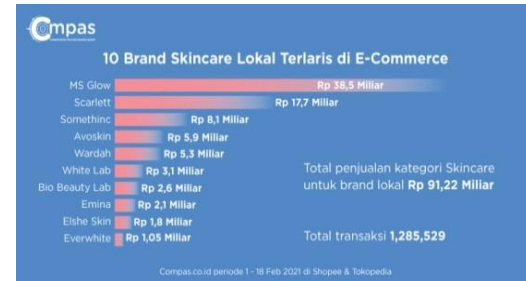 Compas
10 Brand Skincare Lokal Terlaris di E-Commerce
MS Glow Rp 38,5 Miliar
Scarlett Rp 17,7 Miliar
Somethinc Rp 8,1 Miliar
Avoskin Rp 5,9 Miliar
Wardah Rp 5,3 Miliar
White Lab Rp 3,1 Miliar
Bio Beauty Lab Rp 2,6 Miliar
Emina Rp 2,1 Miliar
Elshe Skin Rp 1,8 Miliar
Everwhite Rp 1,05 Miliar
Total penjualan kategori Skincare
untuk brand lokal Rp 91,22 Miliar
Total transaksi 1,285,529
Compas.co.id periode 1 - 18 Feb 2021 di Shopee & Tokopedia